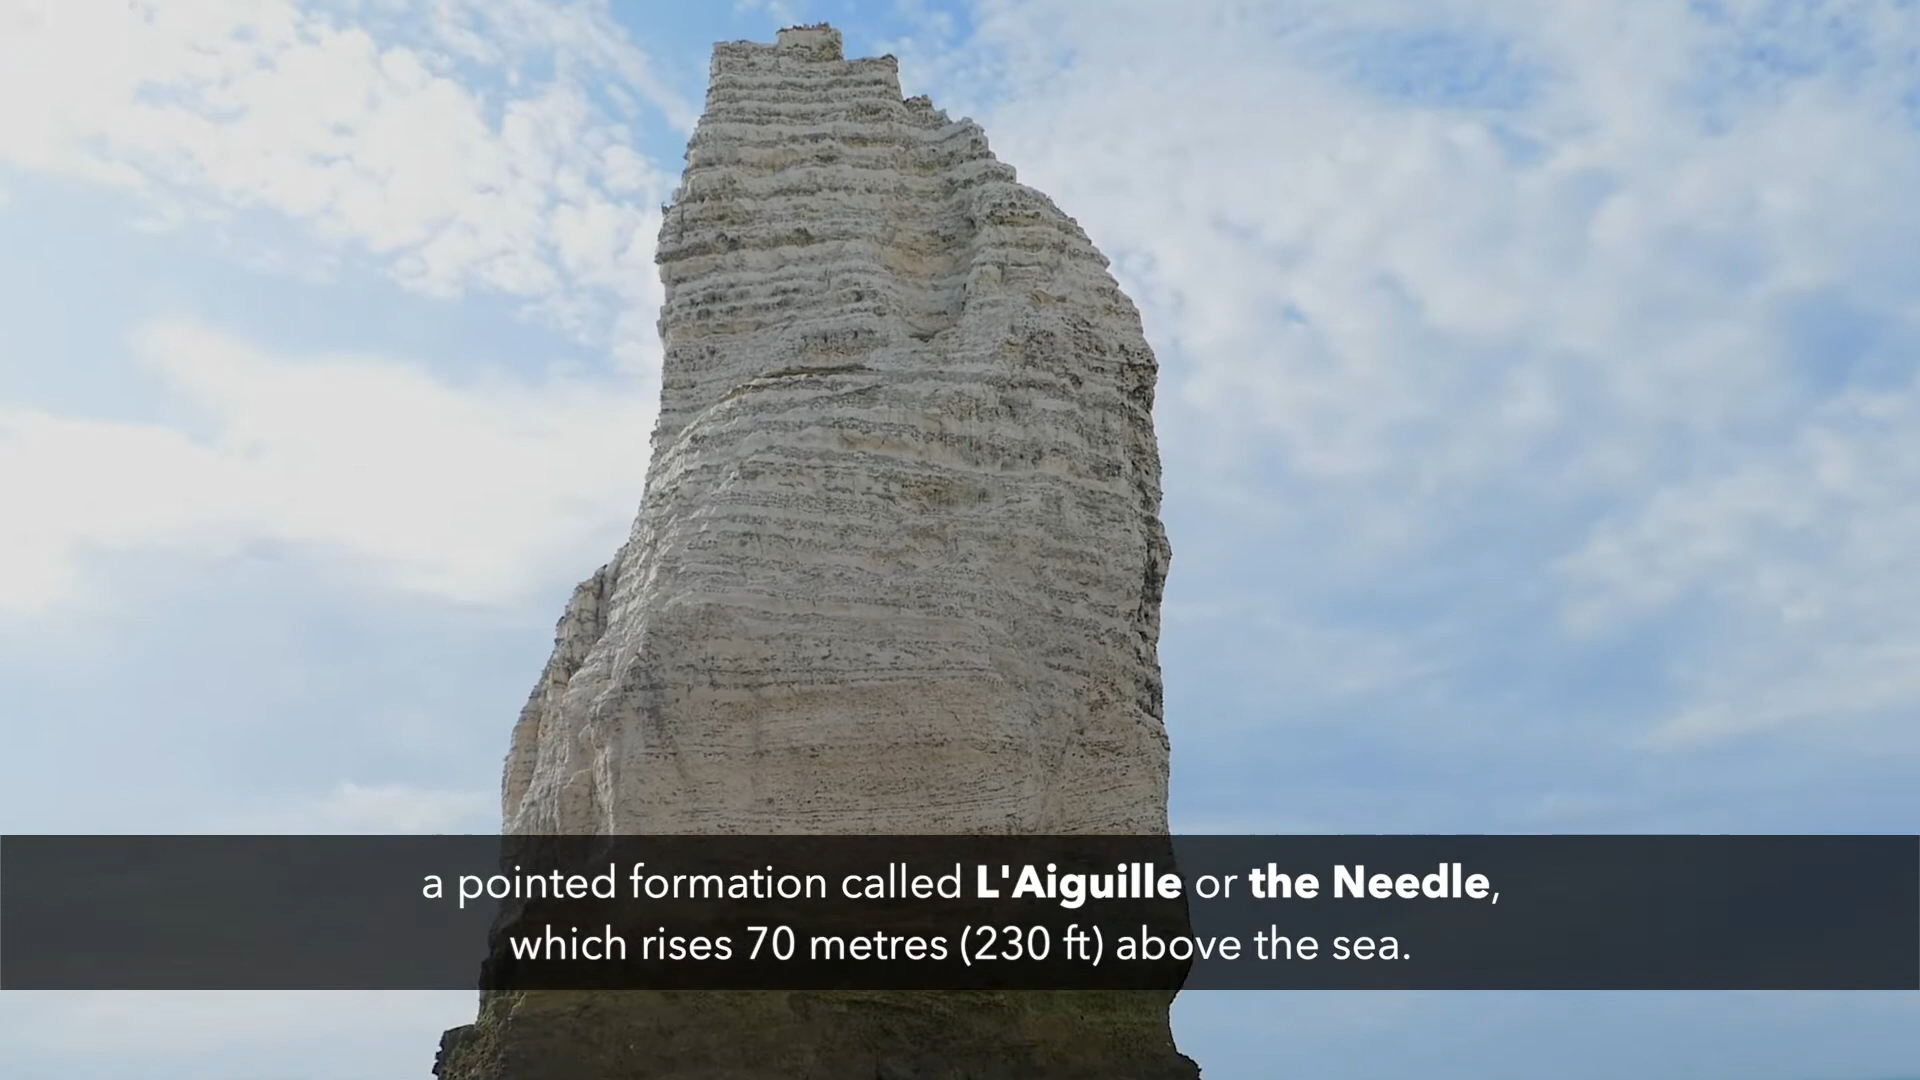 a pointed formation called L'Aiguille or the Needle,
which rises 70 metres (230 ft) above the sea.